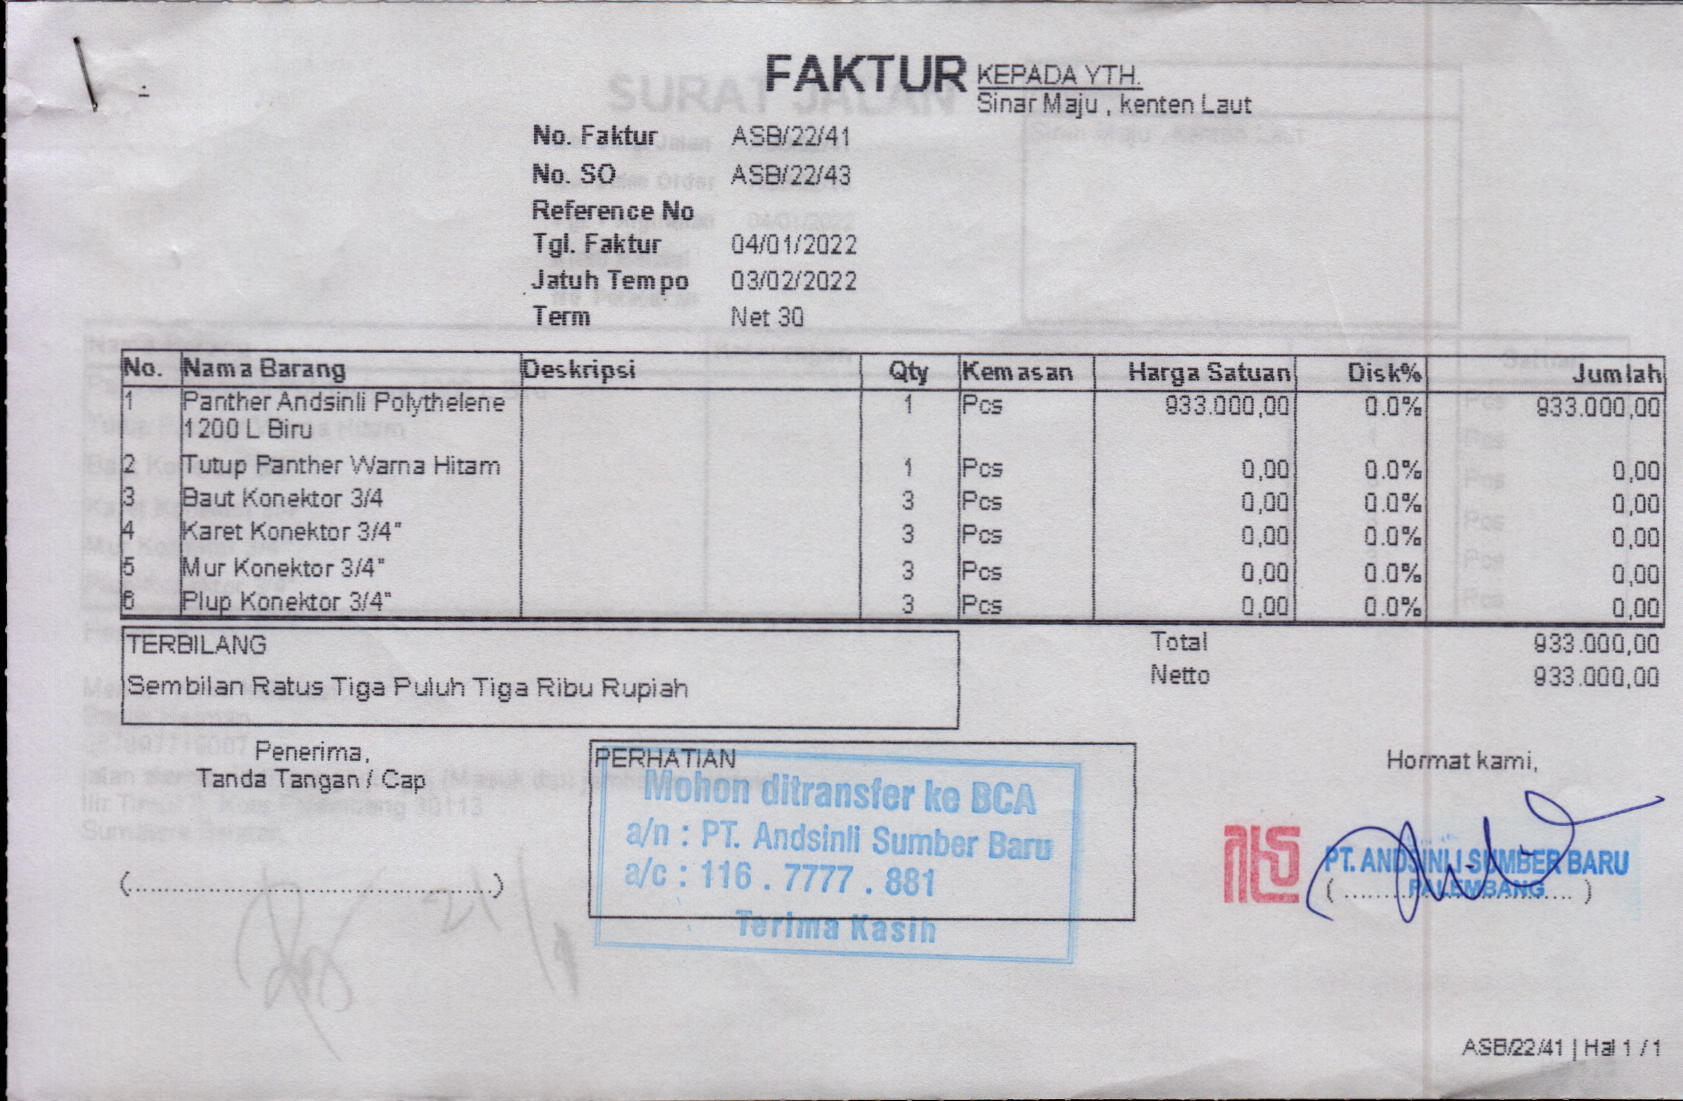 FAKTUR
KEPADA YTH.
Sinar Maju , kenten Laut
No. Faktur ASB/22/41
No. SO ASB/22/43
Reference No
Tgl. Faktur 04/01/2022
Jatuh Tempo 03/02/2022
Term Net 30
No. Nama Barang Deskripsi Qty Kemasan Harga Satuan Disk% Jumlah
1 Panther Andsinli Polythelene 1 Pcs 933.000,00 0.0% 933.000,00
1200 L Biru
2 Tutup Panther Warna Hitam 1 Pcs 0,00 0.0% 0,00
3 Baut Konektor 3/4 3 Pcs 0,00 0.0% 0,00
4 Karet Konektor 3/4" 3 Pcs 0,00 0.0% 0,00
5 Mur Konektor 3/4" 3 Pcs 0,00 0.0% 0,00
6 Plup Konektor 3/4" 3 Pcs 0,00 0.0% 0,00
TERBILANG
Sembilan Ratus Tiga Puluh Tiga Ribu Rupiah
Total 933.000,00
Netto 933.000,00
Penerima,
Tanda Tangan / Cap
(...............................................)
PERHATIAN
Mohon ditransfer ke BCA
a/n : PT. Andsinli Sumber Baru
a/c : 116 . 7777 . 881
Terima Kasih
Hormat kami,
PT. ANDSINLI SUMBER BARU
PALEMBANG
ASB/22/41 | Hal 1 / 1
SURAT JALAN